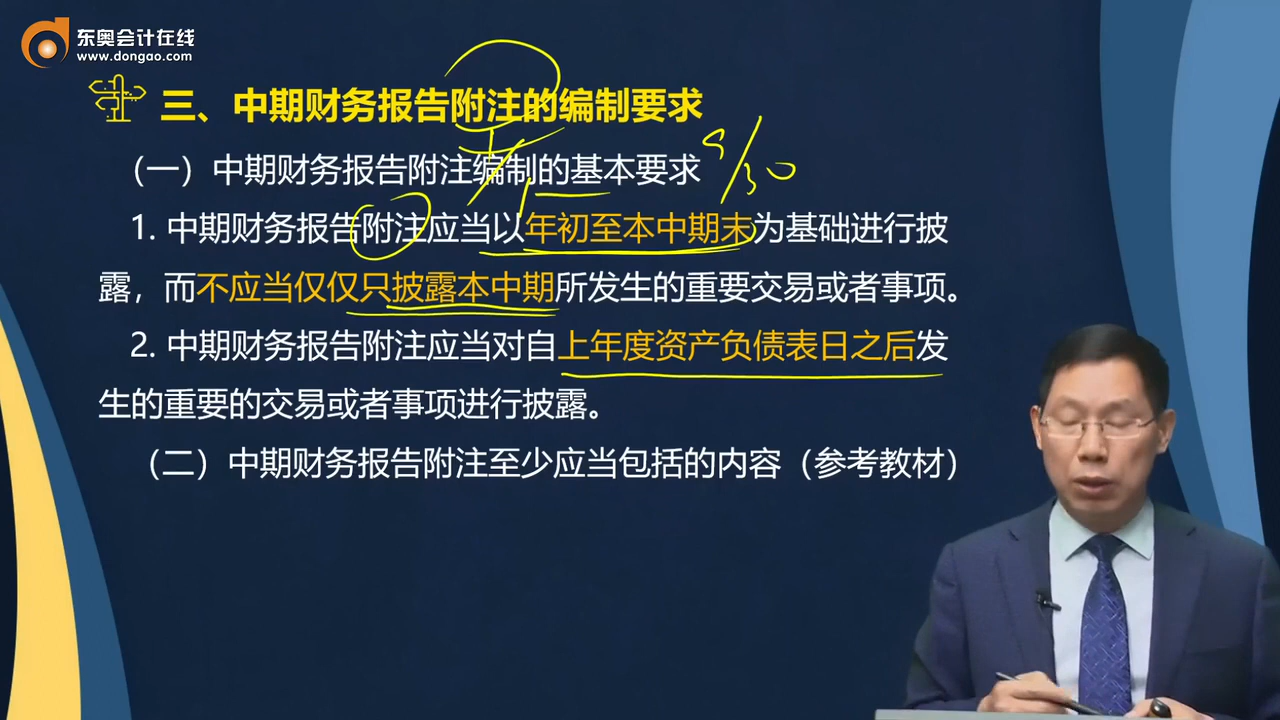 东奥会计在线
www.dongao.com
三、中期财务报告附注的编制要求
（一）中期财务报告附注编制的基本要求
9/30
1. 中期财务报告附注应当以年初至本中期末为基础进行披
露，而不应当仅仅只披露本中期所发生的重要交易或者事项。
2. 中期财务报告附注应当对自上年度资产负债表日之后发
生的重要的交易或者事项进行披露。
（二）中期财务报告附注至少应当包括的内容（参考教材）